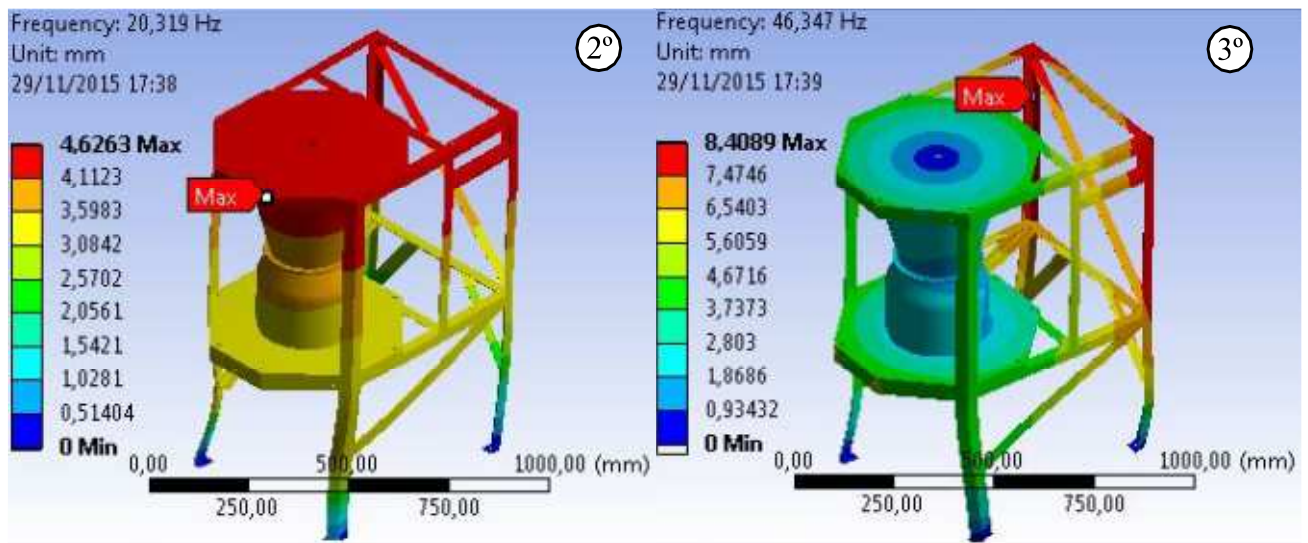 Frequency: 20,319 Hz
Unit: mm
29/11/2015 17:38
2º
4,6263 Max
4,1123
3,5983
3,0842
2,5702
2,0561
1,5421
1,0281
0,51404
0 Min
Max
0,00
500,00
1000,00 (mm)
250,00
750,00
Frequency: 46,347 Hz
Unit: mm
29/11/2015 17:39
3º
8,4089 Max
7,4746
6,5403
5,6059
4,6716
3,7373
2,803
1,8686
0,93432
0 Min
Max
0,00
500,00
1000,00 (mm)
250,00
750,00